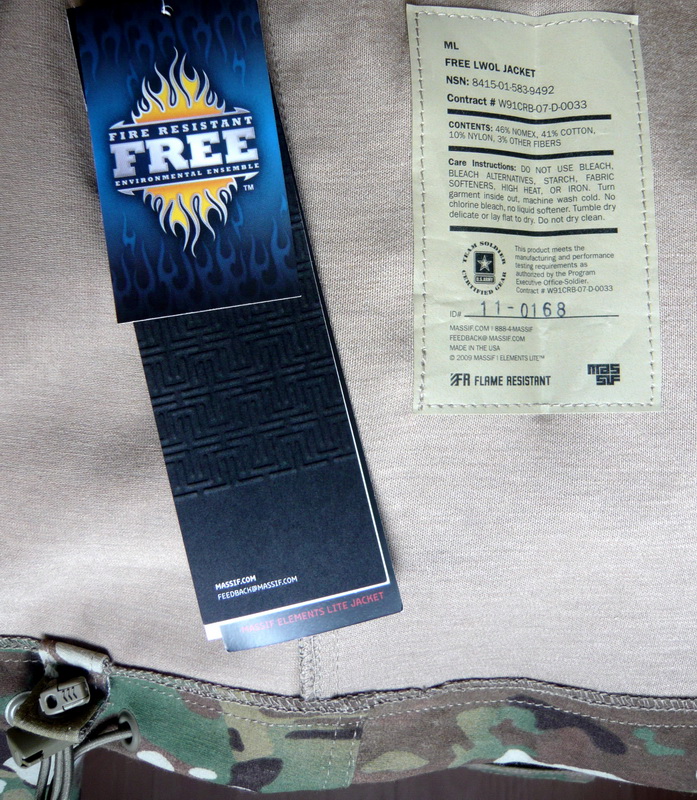 FIRE RESISTANT
FREE
ENVIRONMENTAL ENSEMBLE
TM
MASSIF.COM
FEEDBACK@MASSIF.COM
MASSIF ELEMENTS LITE JACKET
ML
FREE LWOL JACKET
NSN: 8415-01-583-9492
Contract # W91CRB-07-D-0033
CONTENTS: 46% NOMEX, 41% COTTON,
10% NYLON, 3% OTHER FIBERS
Care Instructions: DO NOT USE BLEACH,
BLEACH ALTERNATIVES, STARCH, FABRIC
SOFTENERS, HIGH HEAT, OR IRON. Turn
garment inside out, machine wash cold. No
chlorine bleach, no liquid softener. Tumble dry
delicate or lay flat to dry. Do not dry clean.
TEAM SOLDIER
U.S. ARMY
CERTIFIED GEAR
This product meets the
manufacturing and performance
testing requirements as
authorized by the Program
Executive Office-Soldier.
Contract # W91CRB-07-D-0033
ID# 11-0168
MASSIF.COM | 888-4-MASSIF
FEEDBACK@ MASSIF.COM
MADE IN THE USA
© 2009 MASSIF | ELEMENTS LITE™
FR FLAME RESISTANT
MASSIF